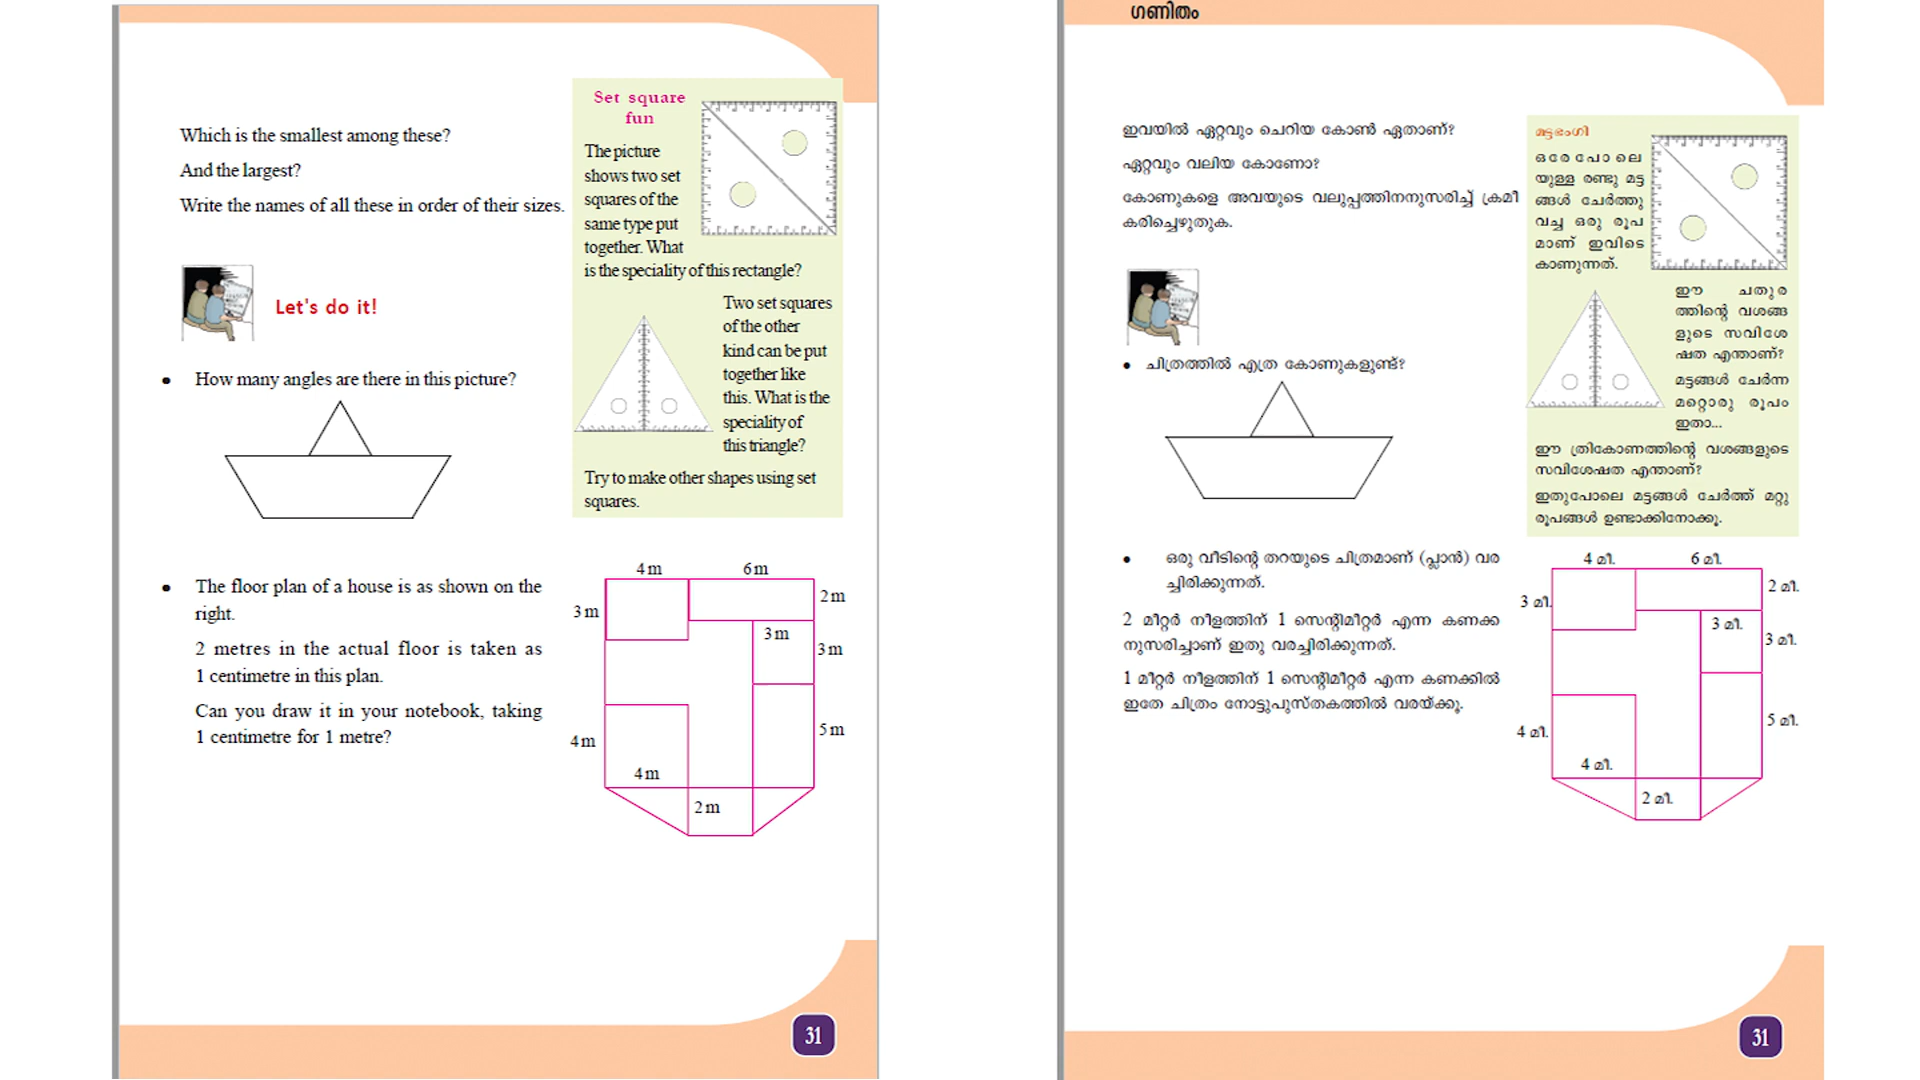 Which is the smallest among these?
And the largest?
Write the names of all these in order of their sizes.
Let's do it!
• How many angles are there in this picture?
Set square
fun
The picture
shows two set
squares of the
same type put
together. What
is the speciality of this rectangle?
Two set squares
of the other
kind can be put
together like
this. What is the
speciality of
this triangle?
Try to make other shapes using set
squares.
• The floor plan of a house is as shown on the
right.
2 metres in the actual floor is taken as
1 centimetre in this plan.
Can you draw it in your notebook, taking
1 centimetre for 1 metre?
4 m
6 m
3 m
2 m
3 m
3 m
4 m
5 m
4 m
2 m
31
ഗണിതം
ഇവയിൽ ഏറ്റവും ചെറിയ കോൺ ഏതാണ്?
ഏറ്റവും വലിയ കോണോ?
കോണുകളെ അവയുടെ വലുപ്പത്തിനനുസരിച്ച് ക്രമീ
കരിച്ചെഴുതുക.
• ചിത്രത്തിൽ എത്ര കോണുകളുണ്ട്?
മട്ടഭംഗി
ഒരേപോലെ
യുള്ള രണ്ടു മട്ട
ങ്ങൾ ചേർത്തു
വച്ച ഒരു രൂപ
മാണ് ഇവിടെ
കാണുന്നത്.
ഈ ചതുര
ത്തിന്റെ വശങ്ങ
ളുടെ സവിശേ
ഷത എന്താണ്?
മട്ടങ്ങൾ ചേർന്ന
മറ്റൊരു രൂപം
ഇതാ...
ഈ ത്രികോണത്തിന്റെ വശങ്ങളുടെ
സവിശേഷത എന്താണ്?
ഇതുപോലെ മട്ടങ്ങൾ ചേർത്ത് മറ്റു
രൂപങ്ങൾ ഉണ്ടാക്കിനോക്കൂ.
• ഒരു വീടിന്റെ തറയുടെ ചിത്രമാണ് (പ്ലാൻ) വര
ച്ചിരിക്കുന്നത്.
2 മീറ്റർ നീളത്തിന് 1 സെന്റിമീറ്റർ എന്ന കണക്ക
നുസരിച്ചാണ് ഇതു വരച്ചിരിക്കുന്നത്.
1 മീറ്റർ നീളത്തിന് 1 സെന്റിമീറ്റർ എന്ന കണക്കിൽ
ഇതേ ചിത്രം നോട്ടുപുസ്തകത്തിൽ വരയ്ക്കൂ.
4 മീ.
6 മീ.
2 മീ.
3 മീ.
3 മീ.
3 മീ.
4 മീ.
5 മീ.
4 മീ.
2 മീ.
31